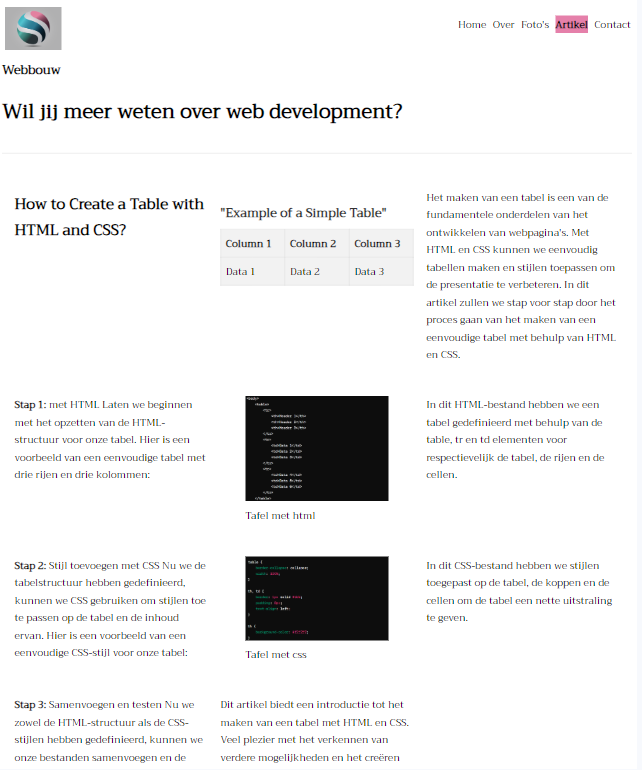 Home Over Foto's Artikel Contact
Webbouw
Wil jij meer weten over web development?
How to Create a Table with
HTML and CSS?
"Example of a Simple Table"
Column 1 Column 2 Column 3
Data 1 Data 2 Data 3
Het maken van een tabel is een van de
fundamentele onderdelen van het
ontwikkelen van webpagina's. Met
HTML en CSS kunnen we eenvoudig
tabellen maken en stijlen toepassen om
de presentatie te verbeteren. In dit
artikel zullen we stap voor stap door het
proces gaan van het maken van een
eenvoudige tabel met behulp van HTML
en CSS.
Stap 1: met HTML Laten we beginnen
met het opzetten van de HTML-
structuur voor onze tabel. Hier is een
voorbeeld van een eenvoudige tabel met
drie rijen en drie kolommen:
Tafel met html
In dit HTML-bestand hebben we een
tabel gedefinieerd met behulp van de
table, tr en td elementen voor
respectievelijk de tabel, de rijen en de
cellen.
Stap 2: Stijl toevoegen met CSS Nu we de
tabelstructuur hebben gedefinieerd,
kunnen we CSS gebruiken om stijlen toe
te passen op de tabel en de inhoud
ervan. Hier is een voorbeeld van een
eenvoudige CSS-stijl voor onze tabel:
Tafel met css
In dit CSS-bestand hebben we stijlen
toegepast op de tabel, de koppen en de
cellen om de tabel een nette uitstraling
te geven.
Stap 3: Samenvoegen en testen Nu we
zowel de HTML-structuur als de CSS-
stijlen hebben gedefinieerd, kunnen we
onze bestanden samenvoegen en de
Dit artikel biedt een introductie tot het
maken van een tabel met HTML en CSS.
Veel plezier met het verkennen van
verdere mogelijkheden en het creëren